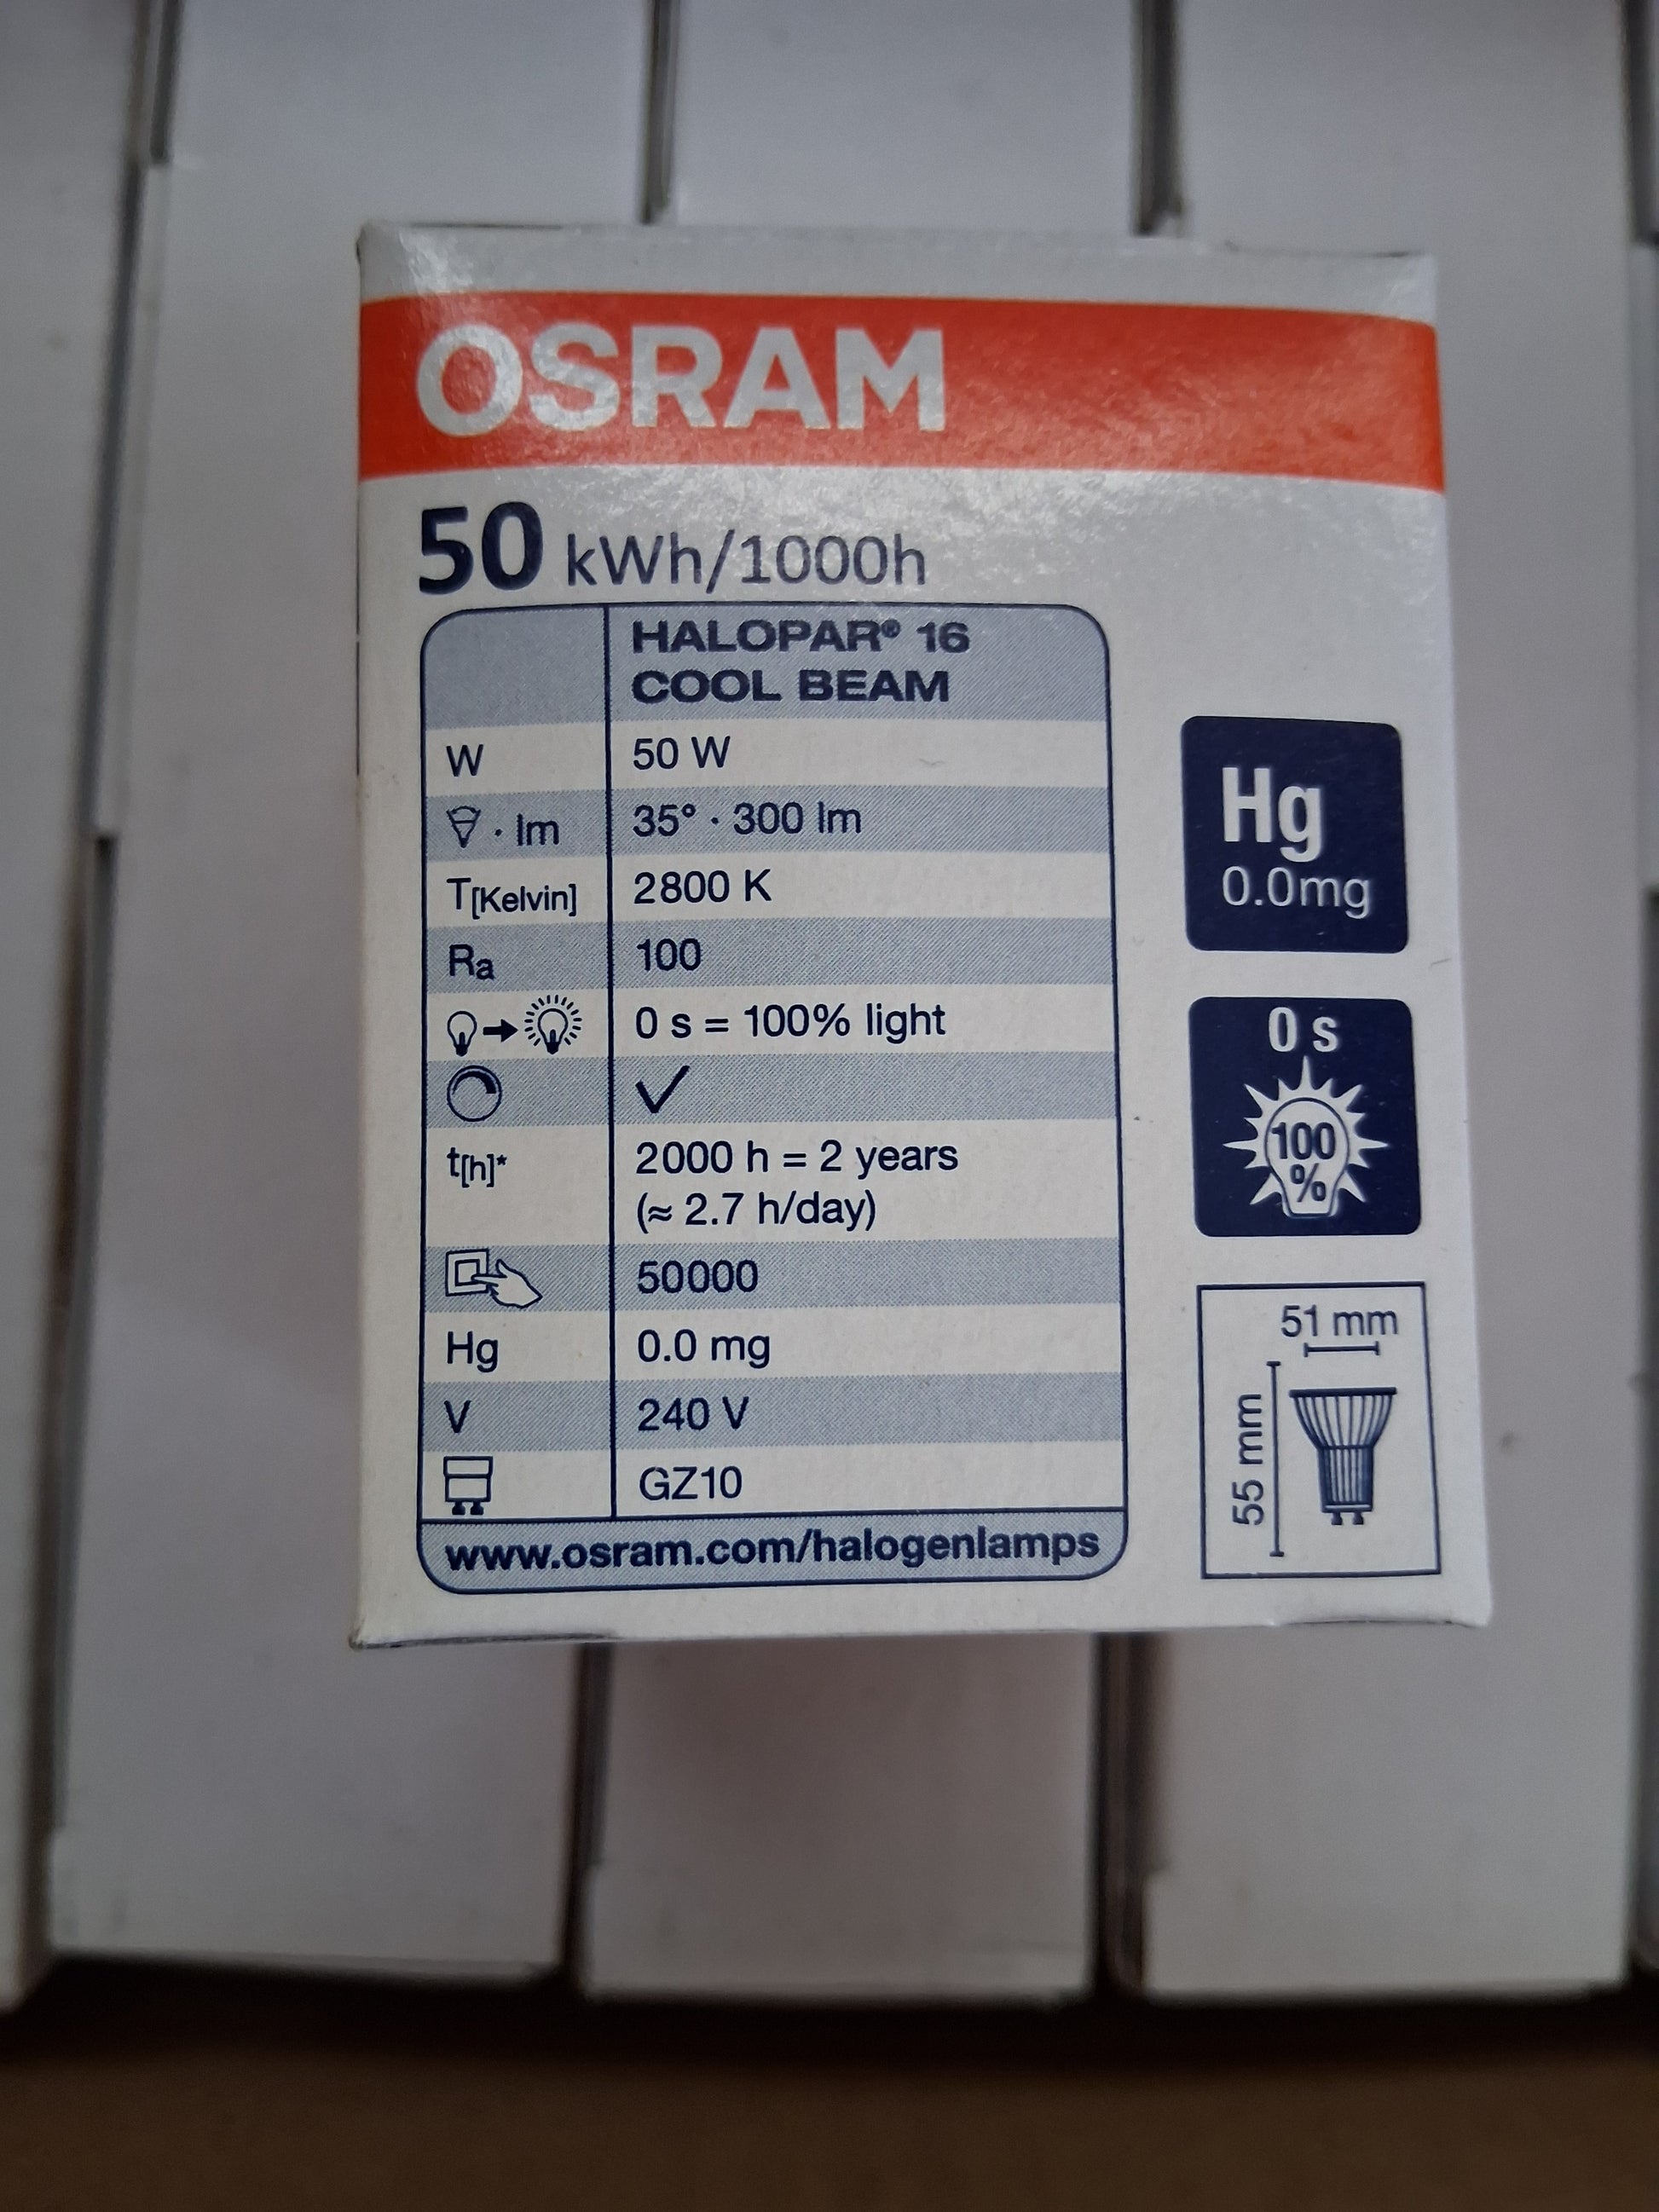 OSRAM
50 kWh/1000h
HALOPAR® 16
COOL BEAM
W 50 W
· lm 35° · 300 lm
T[Kelvin] 2800 K
Ra 100
0 s = 100% light
✓
t[h]* 2000 h = 2 years
(≈ 2.7 h/day)
50000
Hg 0.0 mg
V 240 V
GZ10
www.osram.com/halogenlamps
Hg
0.0mg
0 s
100
%
51 mm
55 mm